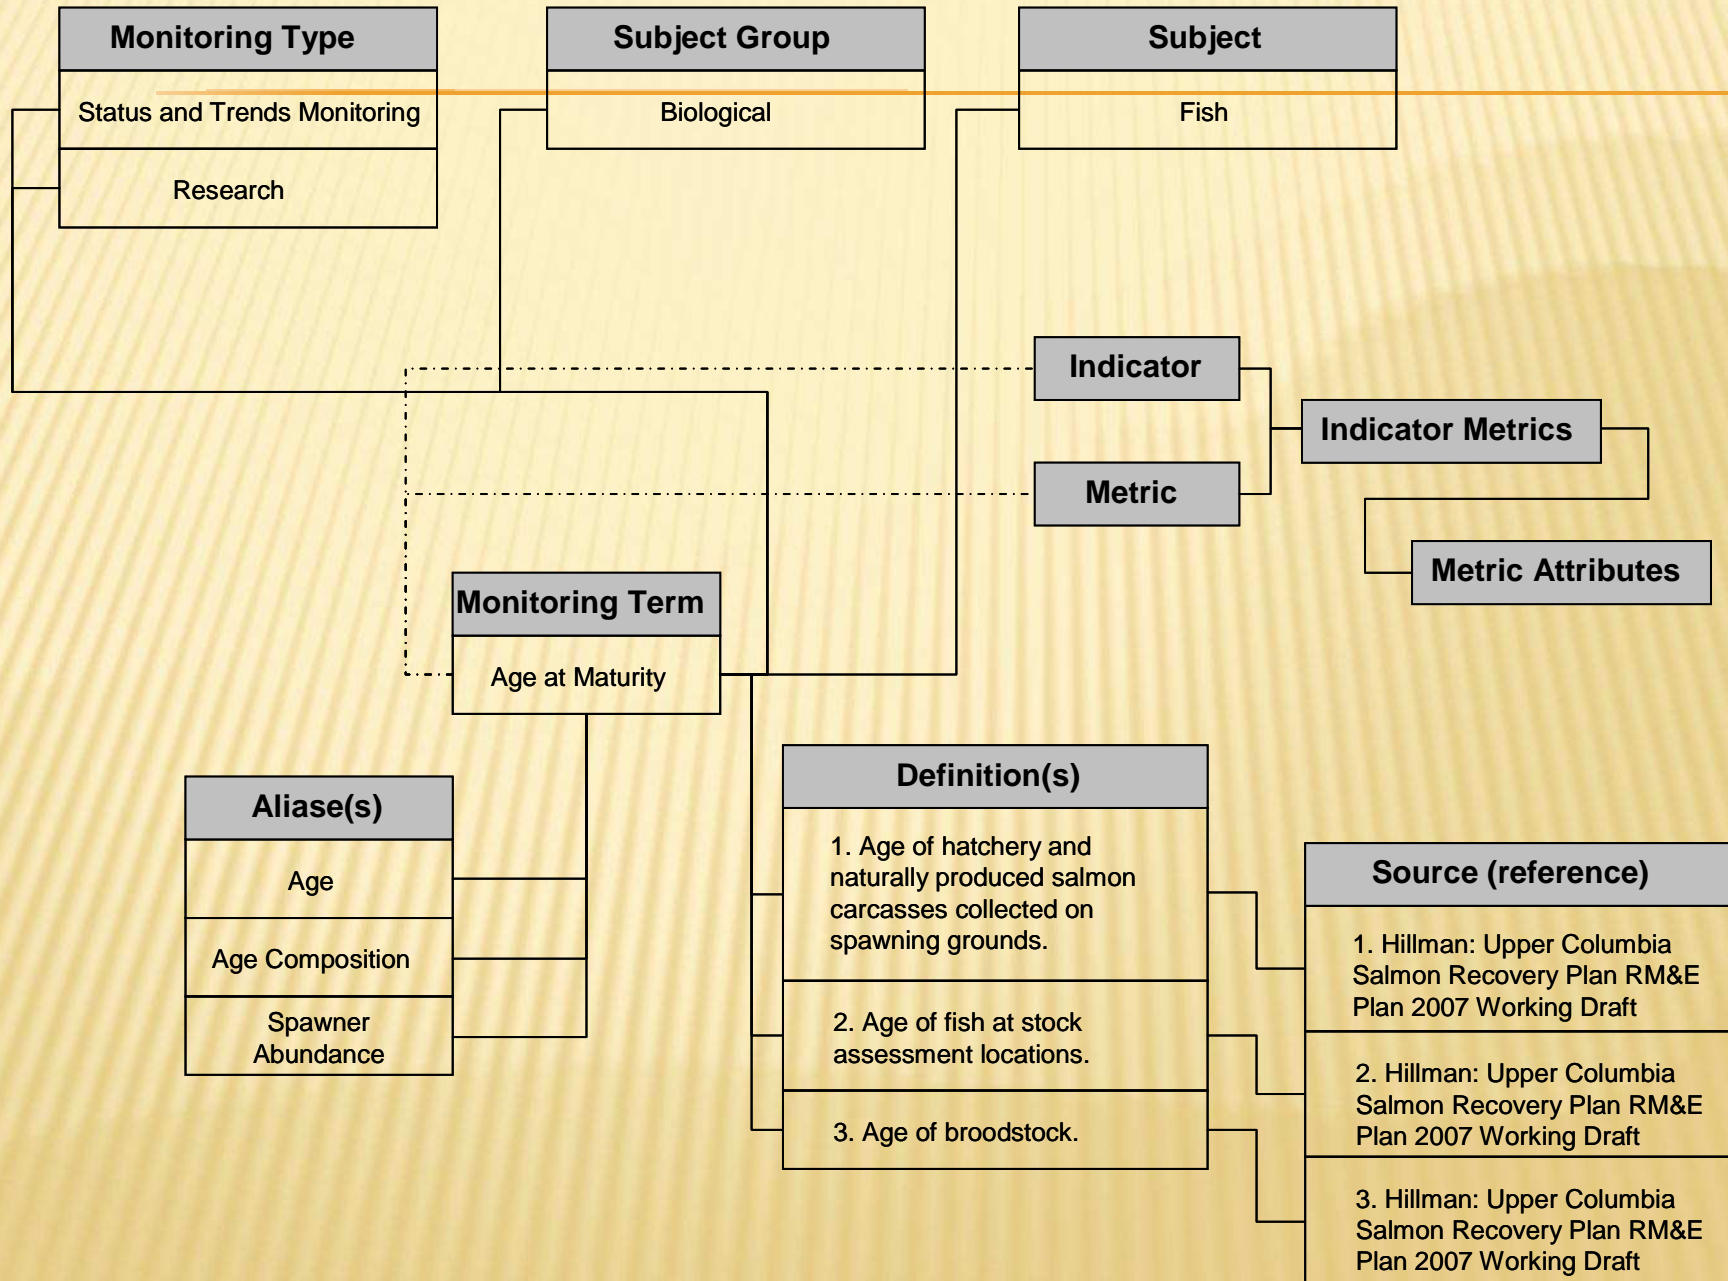 Monitoring Type
Status and Trends Monitoring
Research
Subject Group
Biological
Subject
Fish
Indicator
Metric
Indicator Metrics
Metric Attributes
Monitoring Term
Age at Maturity
Aliase(s)
Age
Age Composition
Spawner
Abundance
Definition(s)
1. Age of hatchery and
naturally produced salmon
carcasses collected on
spawning grounds.
2. Age of fish at stock
assessment locations.
3. Age of broodstock.
Source (reference)
1. Hillman: Upper Columbia
Salmon Recovery Plan RM&E
Plan 2007 Working Draft
2. Hillman: Upper Columbia
Salmon Recovery Plan RM&E
Plan 2007 Working Draft
3. Hillman: Upper Columbia
Salmon Recovery Plan RM&E
Plan 2007 Working Draft